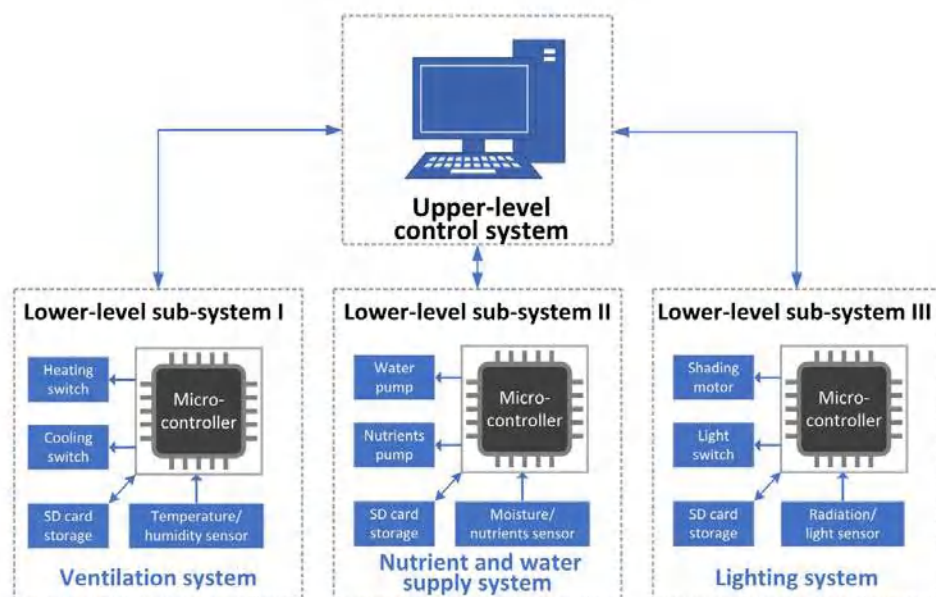 Upper-level
control system
Lower-level sub-system I
Heating
switch
Cooling
switch
Micro-
controller
SD card
storage
Temperature/
humidity sensor
Ventilation system
Lower-level sub-system II
Water
pump
Nutrients
pump
Micro-
controller
SD card
storage
Moisture/
nutrients sensor
Nutrient and water
supply system
Lower-level sub-system III
Shading
motor
Light
switch
Micro-
controller
SD card
storage
Radiation/
light sensor
Lighting system